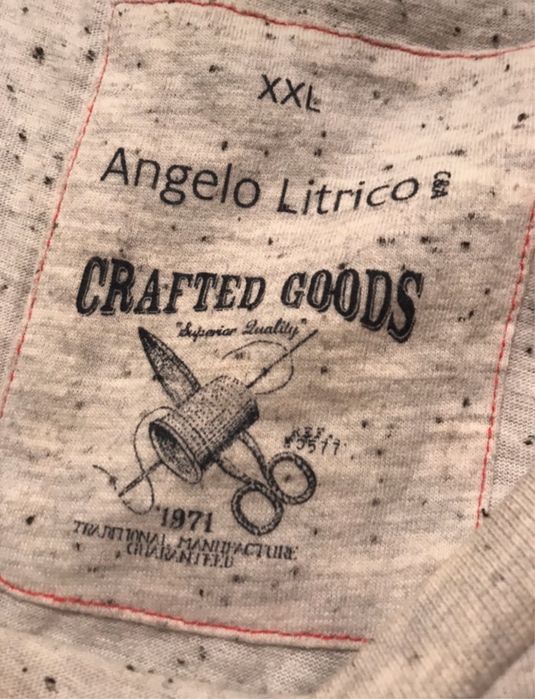 XXL
Angelo Litrico C&A
CRAFTED GOODS
"Superior Quality"
REF.
1971
TRADITIONAL MANUFACTURE
GUARANTEED